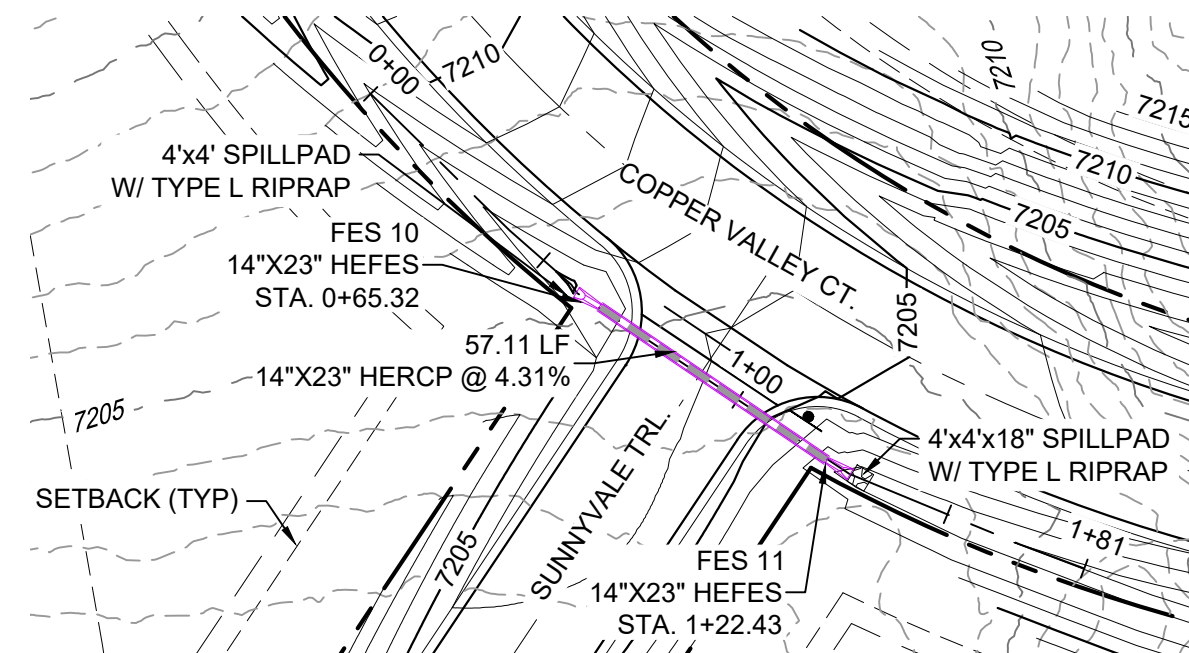 0+00
7210
7210
7215
4'x4' SPILLPAD
W/ TYPE L RIPRAP
COPPER VALLEY CT.
7210
7205
FES 10
14"X23" HEFES
STA. 0+65.32
7205
57.11 LF
14"X23" HERCP @ 4.31%
1+00
7205
4'x4'x18" SPILLPAD
W/ TYPE L RIPRAP
SETBACK (TYP)
SUNNYVALE TRL.
7205
1+81
FES 11
14"X23" HEFES
STA. 1+22.43